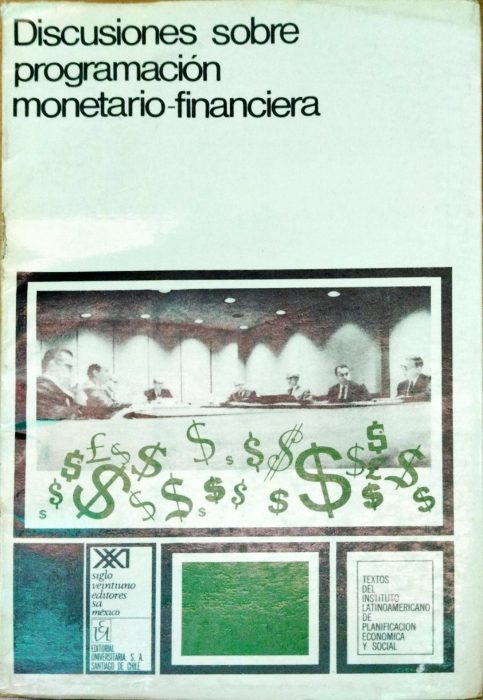 Discusiones sobre
programación
monetario-financiera
$ £ $ $ $ $ $ $ $ $
$ $ $ $ $ $ $ $ $ $ £ $ $
XXI
siglo
veintiuno
editores
sa
méxico
EDITORIAL
UNIVERSITARIA, S. A.
SANTIAGO DE CHILE
TEXTOS
DEL
INSTITUTO
LATINOAMERICANO
DE
PLANIFICACION
ECONOMICA
Y SOCIAL